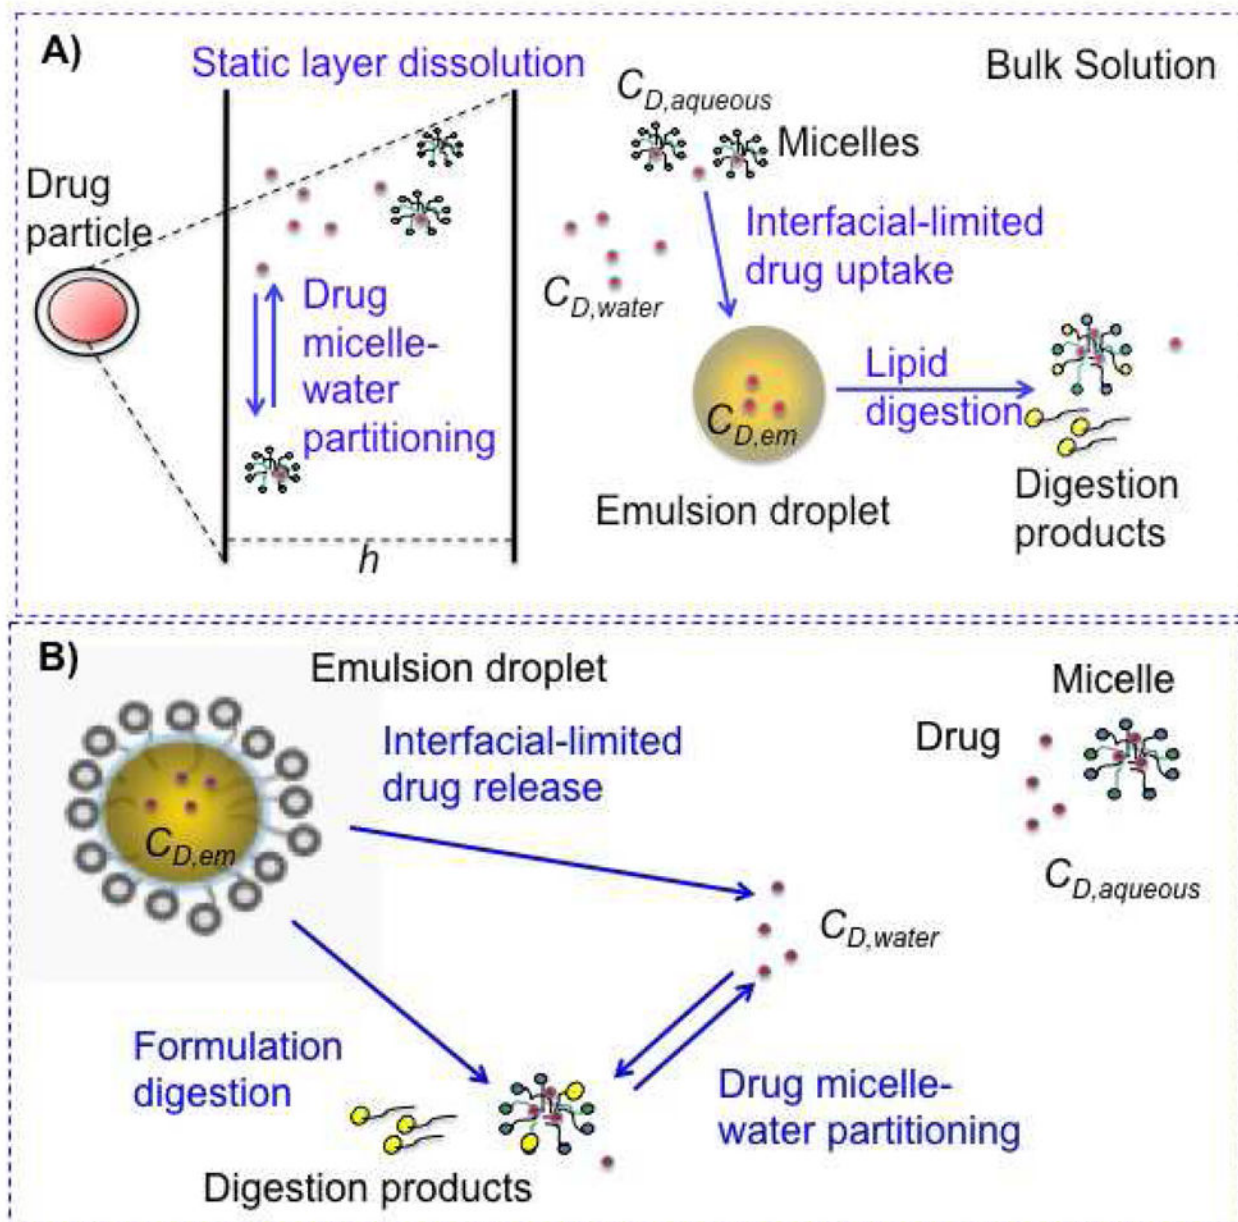 A)
Static layer dissolution
Bulk Solution
C_D,aqueous
Micelles
Drug
particle
Interfacial-limited
drug uptake
C_D,water
Drug
micelle-
water
partitioning
Lipid
digestion
C_D,em
Emulsion droplet
Digestion
products
h
B)
Emulsion droplet
Micelle
Interfacial-limited
drug release
Drug
C_D,em
C_D,aqueous
C_D,water
Formulation
digestion
Drug micelle-
water partitioning
Digestion products